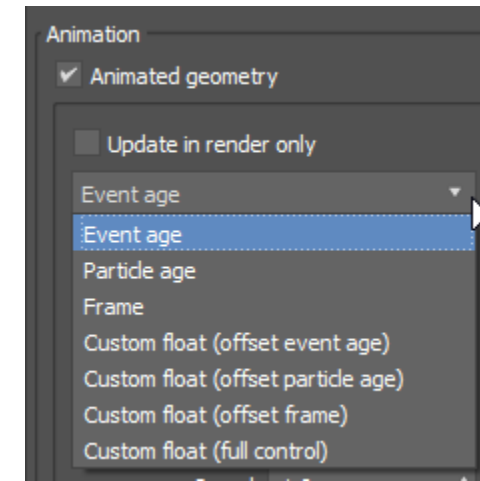 Animation
Animated geometry
Update in render only
Event age
Event age
Particle age
Frame
Custom float (offset event age)
Custom float (offset particle age)
Custom float (offset frame)
Custom float (full control)